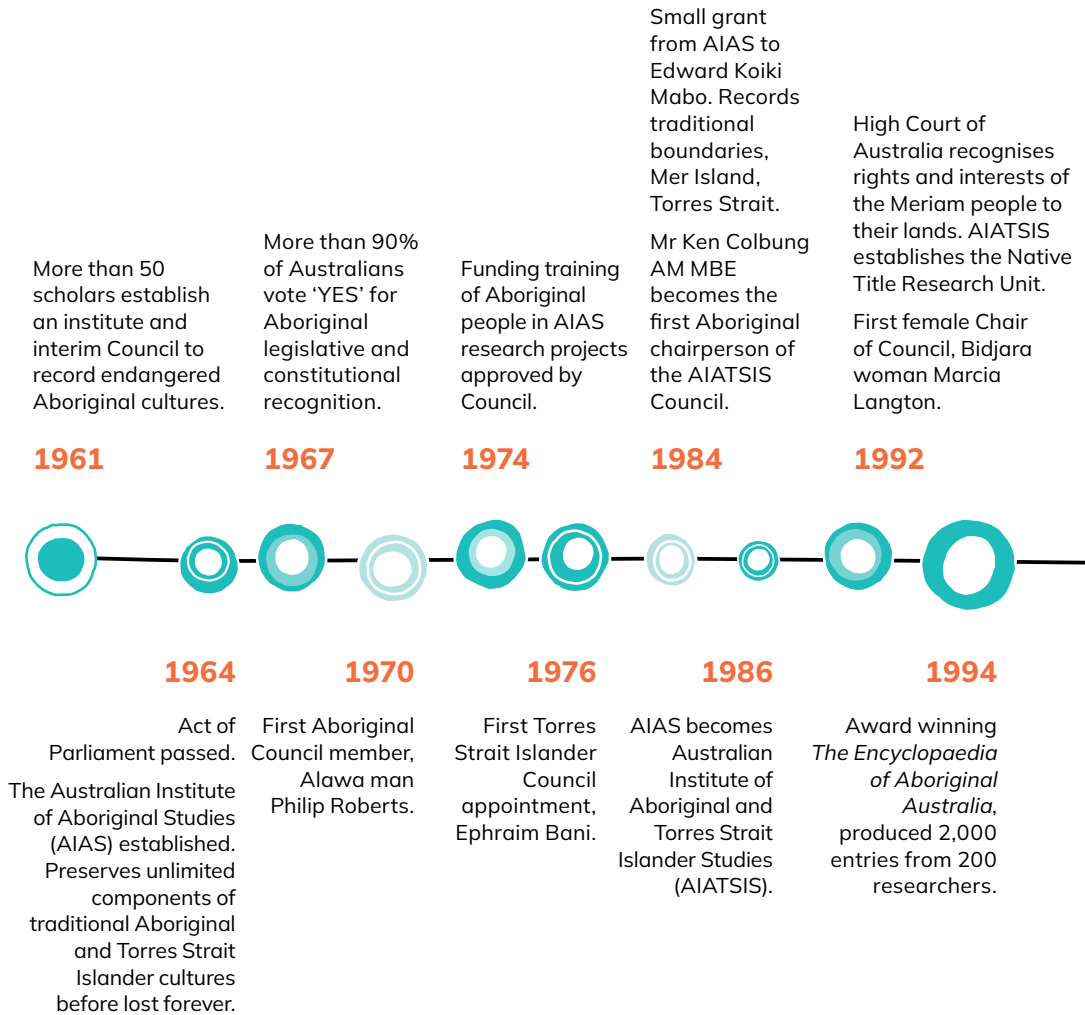 More than 50
scholars establish
an institute and
interim Council to
record endangered
Aboriginal cultures.
1961
More than 90%
of Australians
vote ‘YES’ for
Aboriginal
legislative and
constitutional
recognition.
1967
Funding training
of Aboriginal
people in AIAS
research projects
approved by
Council.
1974
Small grant
from AIAS to
Edward Koiki
Mabo. Records
traditional
boundaries,
Mer Island,
Torres Strait.
Mr Ken Colbung
AM MBE
becomes the
first Aboriginal
chairperson of
the AIATSIS
Council.
1984
High Court of
Australia recognises
rights and interests of
the Meriam people to
their lands. AIATSIS
establishes the Native
Title Research Unit.
First female Chair
of Council, Bidjara
woman Marcia
Langton.
1992
1964
Act of
Parliament passed.
The Australian Institute
of Aboriginal Studies
(AIAS) established.
Preserves unlimited
components of
traditional Aboriginal
and Torres Strait
Islander cultures
before lost forever.
1970
First Aboriginal
Council member,
Alawa man
Philip Roberts.
1976
First Torres
Strait Islander
Council
appointment,
Ephraim Bani.
1986
AIAS becomes
Australian
Institute of
Aboriginal and
Torres Strait
Islander Studies
(AIATSIS).
1994
Award winning
The Encyclopaedia
of Aboriginal
Australia,
produced 2,000
entries from 200
researchers.